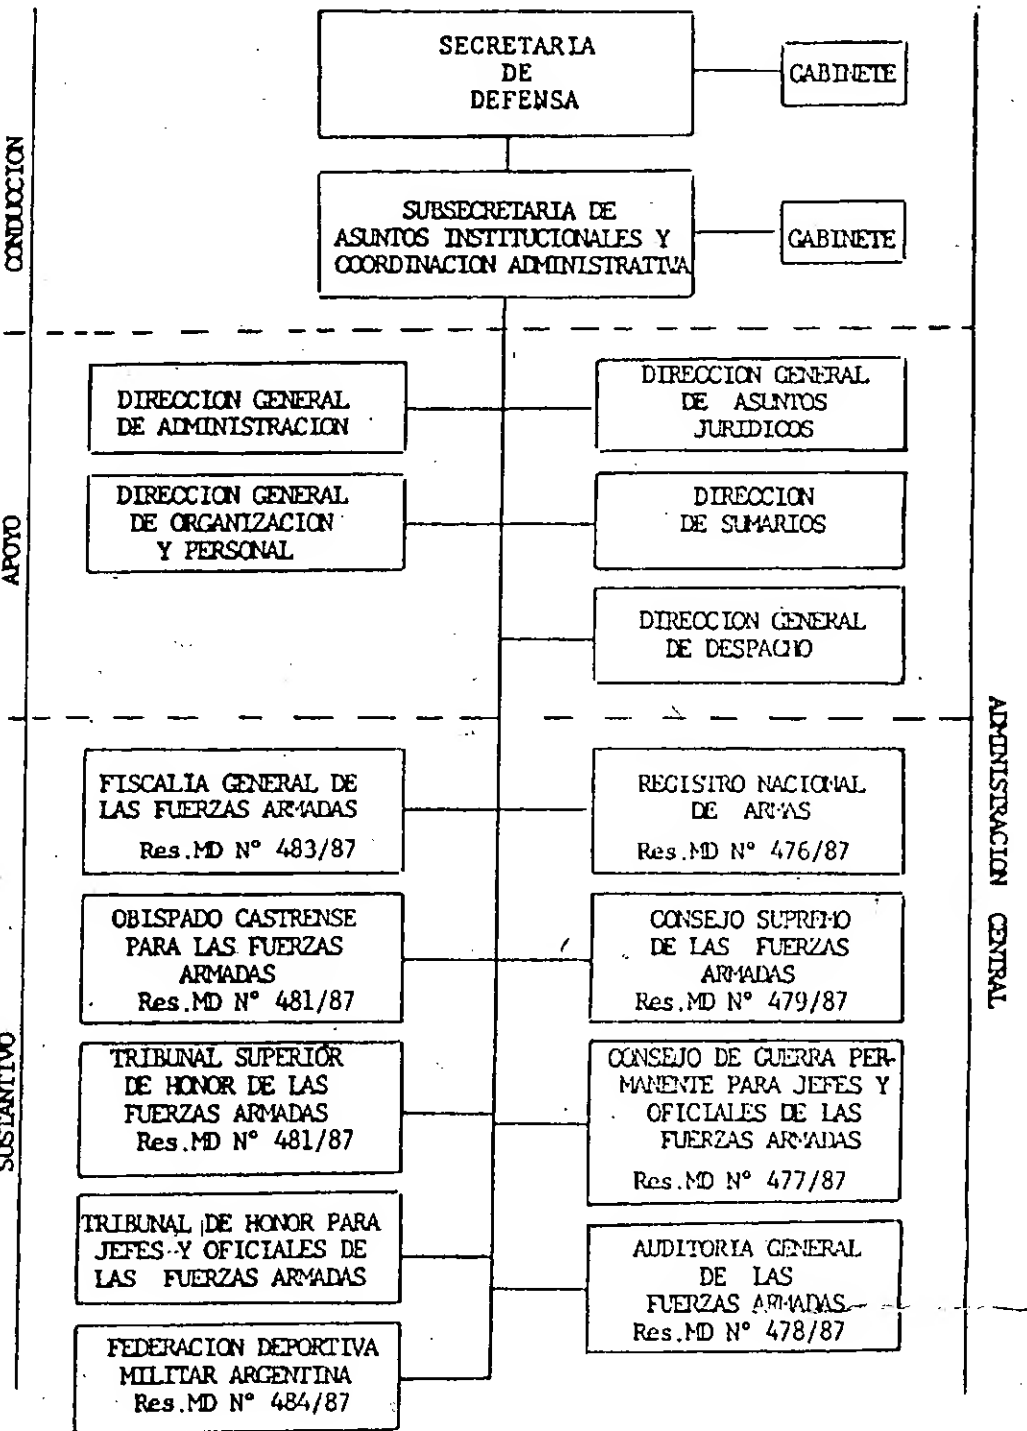 SECRETARIA
DE
DEFENSA
GABINETE
CONDUCCION
SUBSECRETARIA DE
ASUNTOS INSTITUCIONALES Y
COORDINACION ADMINISTRATIVA
GABINETE
APOYO
DIRECCION GENERAL
DE ADMINISTRACION
DIRECCION GENERAL
DE ASUNTOS
JURIDICOS
DIRECCION GENERAL
DE ORGANIZACION
Y PERSONAL
DIRECCION
DE SUMARIOS
DIRECCION GENERAL
DE DESPACHO
ADMINISTRACION CENTRAL
SUSTANTIVO
FISCALIA GENERAL DE
LAS FUERZAS ARMADAS
Res.MD N° 483/87
REGISTRO NACIONAL
DE ARMAS
Res.MD N° 476/87
OBISPADO CASTRENSE
PARA LAS FUERZAS
ARMADAS
Res.MD N° 481/87
CONSEJO SUPREMO
DE LAS FUERZAS
ARMADAS
Res.MD N° 479/87
TRIBUNAL SUPERIOR
DE HONOR DE LAS
FUERZAS ARMADAS
Res.MD N° 481/87
CONSEJO DE GUERRA PER-
MANENTE PARA JEFES Y
OFICIALES DE LAS
FUERZAS ARMADAS
Res.MD N° 477/87
TRIBUNAL DE HONOR PARA
JEFES Y OFICIALES DE
LAS FUERZAS ARMADAS
AUDITORIA GENERAL
DE LAS
FUERZAS ARMADAS
Res.MD N° 478/87
FEDERACION DEPORTIVA
MILITAR ARGENTINA
Res.MD N° 484/87